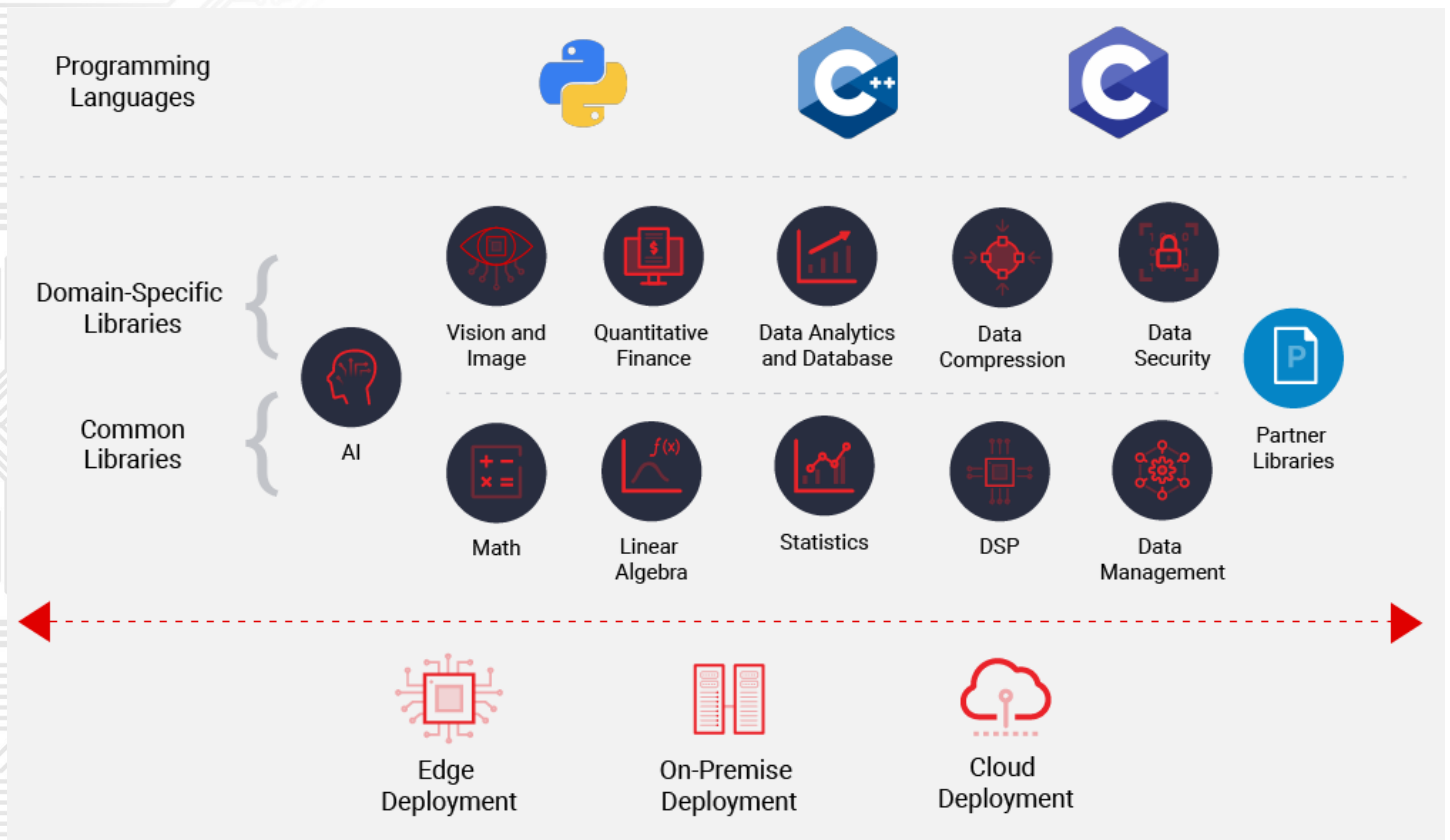 Programming
Languages
C++
C
Domain-Specific
Libraries
Vision and
Image
$
Quantitative
Finance
Data Analytics
and Database
Data
Compression
Data
Security
AI
P
Partner
Libraries
Common
Libraries
+ −
× =
Math
f(x)
Linear
Algebra
Statistics
DSP
Data
Management
Edge
Deployment
On-Premise
Deployment
Cloud
Deployment